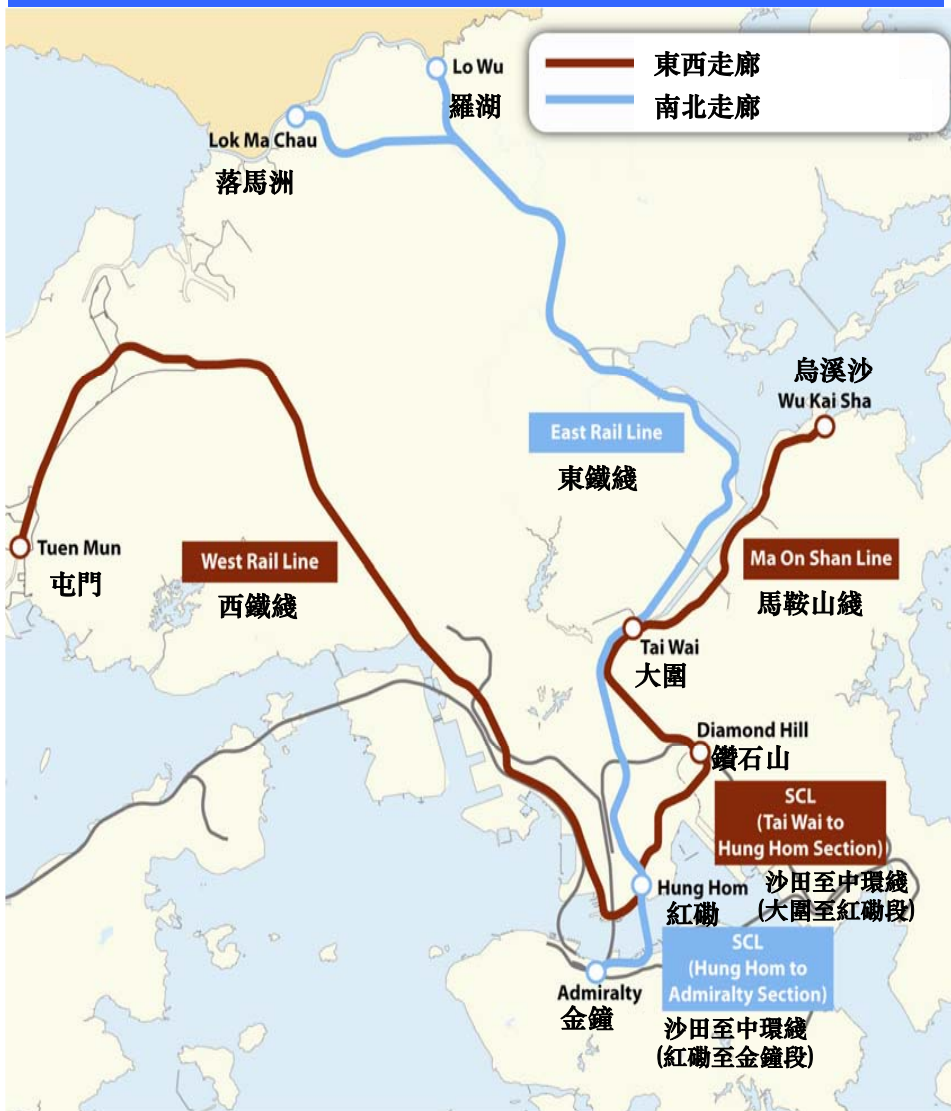 東西走廊
南北走廊
Lo Wu
羅湖
Lok Ma Chau
落馬洲
烏溪沙
Wu Kai Sha
East Rail Line
東鐵綫
Tuen Mun
屯門
West Rail Line
西鐵綫
Ma On Shan Line
馬鞍山綫
Tai Wai
大圍
Diamond Hill
鑽石山
SCL
(Tai Wai to
Hung Hom Section)
沙田至中環綫
(大圍至紅磡段)
Hung Hom
紅磡
SCL
(Hung Hom to
Admiralty Section)
沙田至中環綫
(紅磡至金鐘段)
Admiralty
金鐘